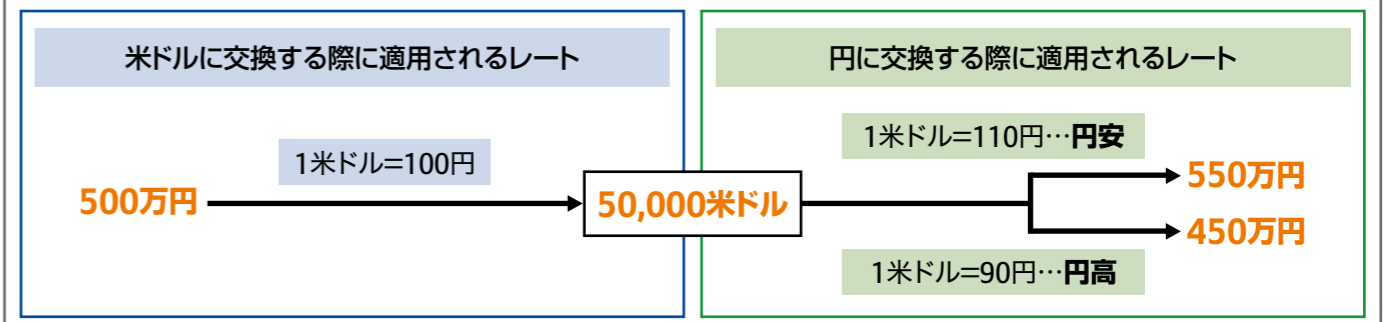 米ドルに交換する際に適用されるレート
1米ドル=100円
500万円
50,000米ドル
円に交換する際に適用されるレート
1米ドル=110円…円安
550万円
450万円
1米ドル=90円…円高